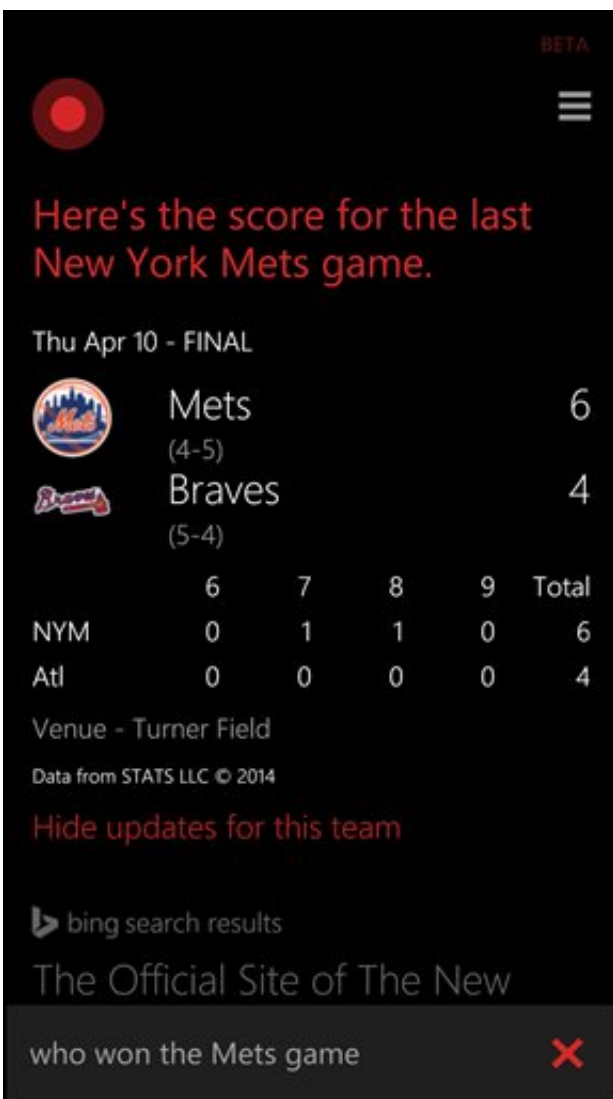 BETA
Here's the score for the last
New York Mets game.
Thu Apr 10 - FINAL
Mets
Mets 6
(4-5)
Braves
Braves 4
(5-4)
6 7 8 9 Total
NYM 0 1 1 0 6
Atl 0 0 0 0 4
Venue - Turner Field
Data from STATS LLC © 2014
Hide updates for this team
bing search results
The Official Site of The New
who won the Mets game